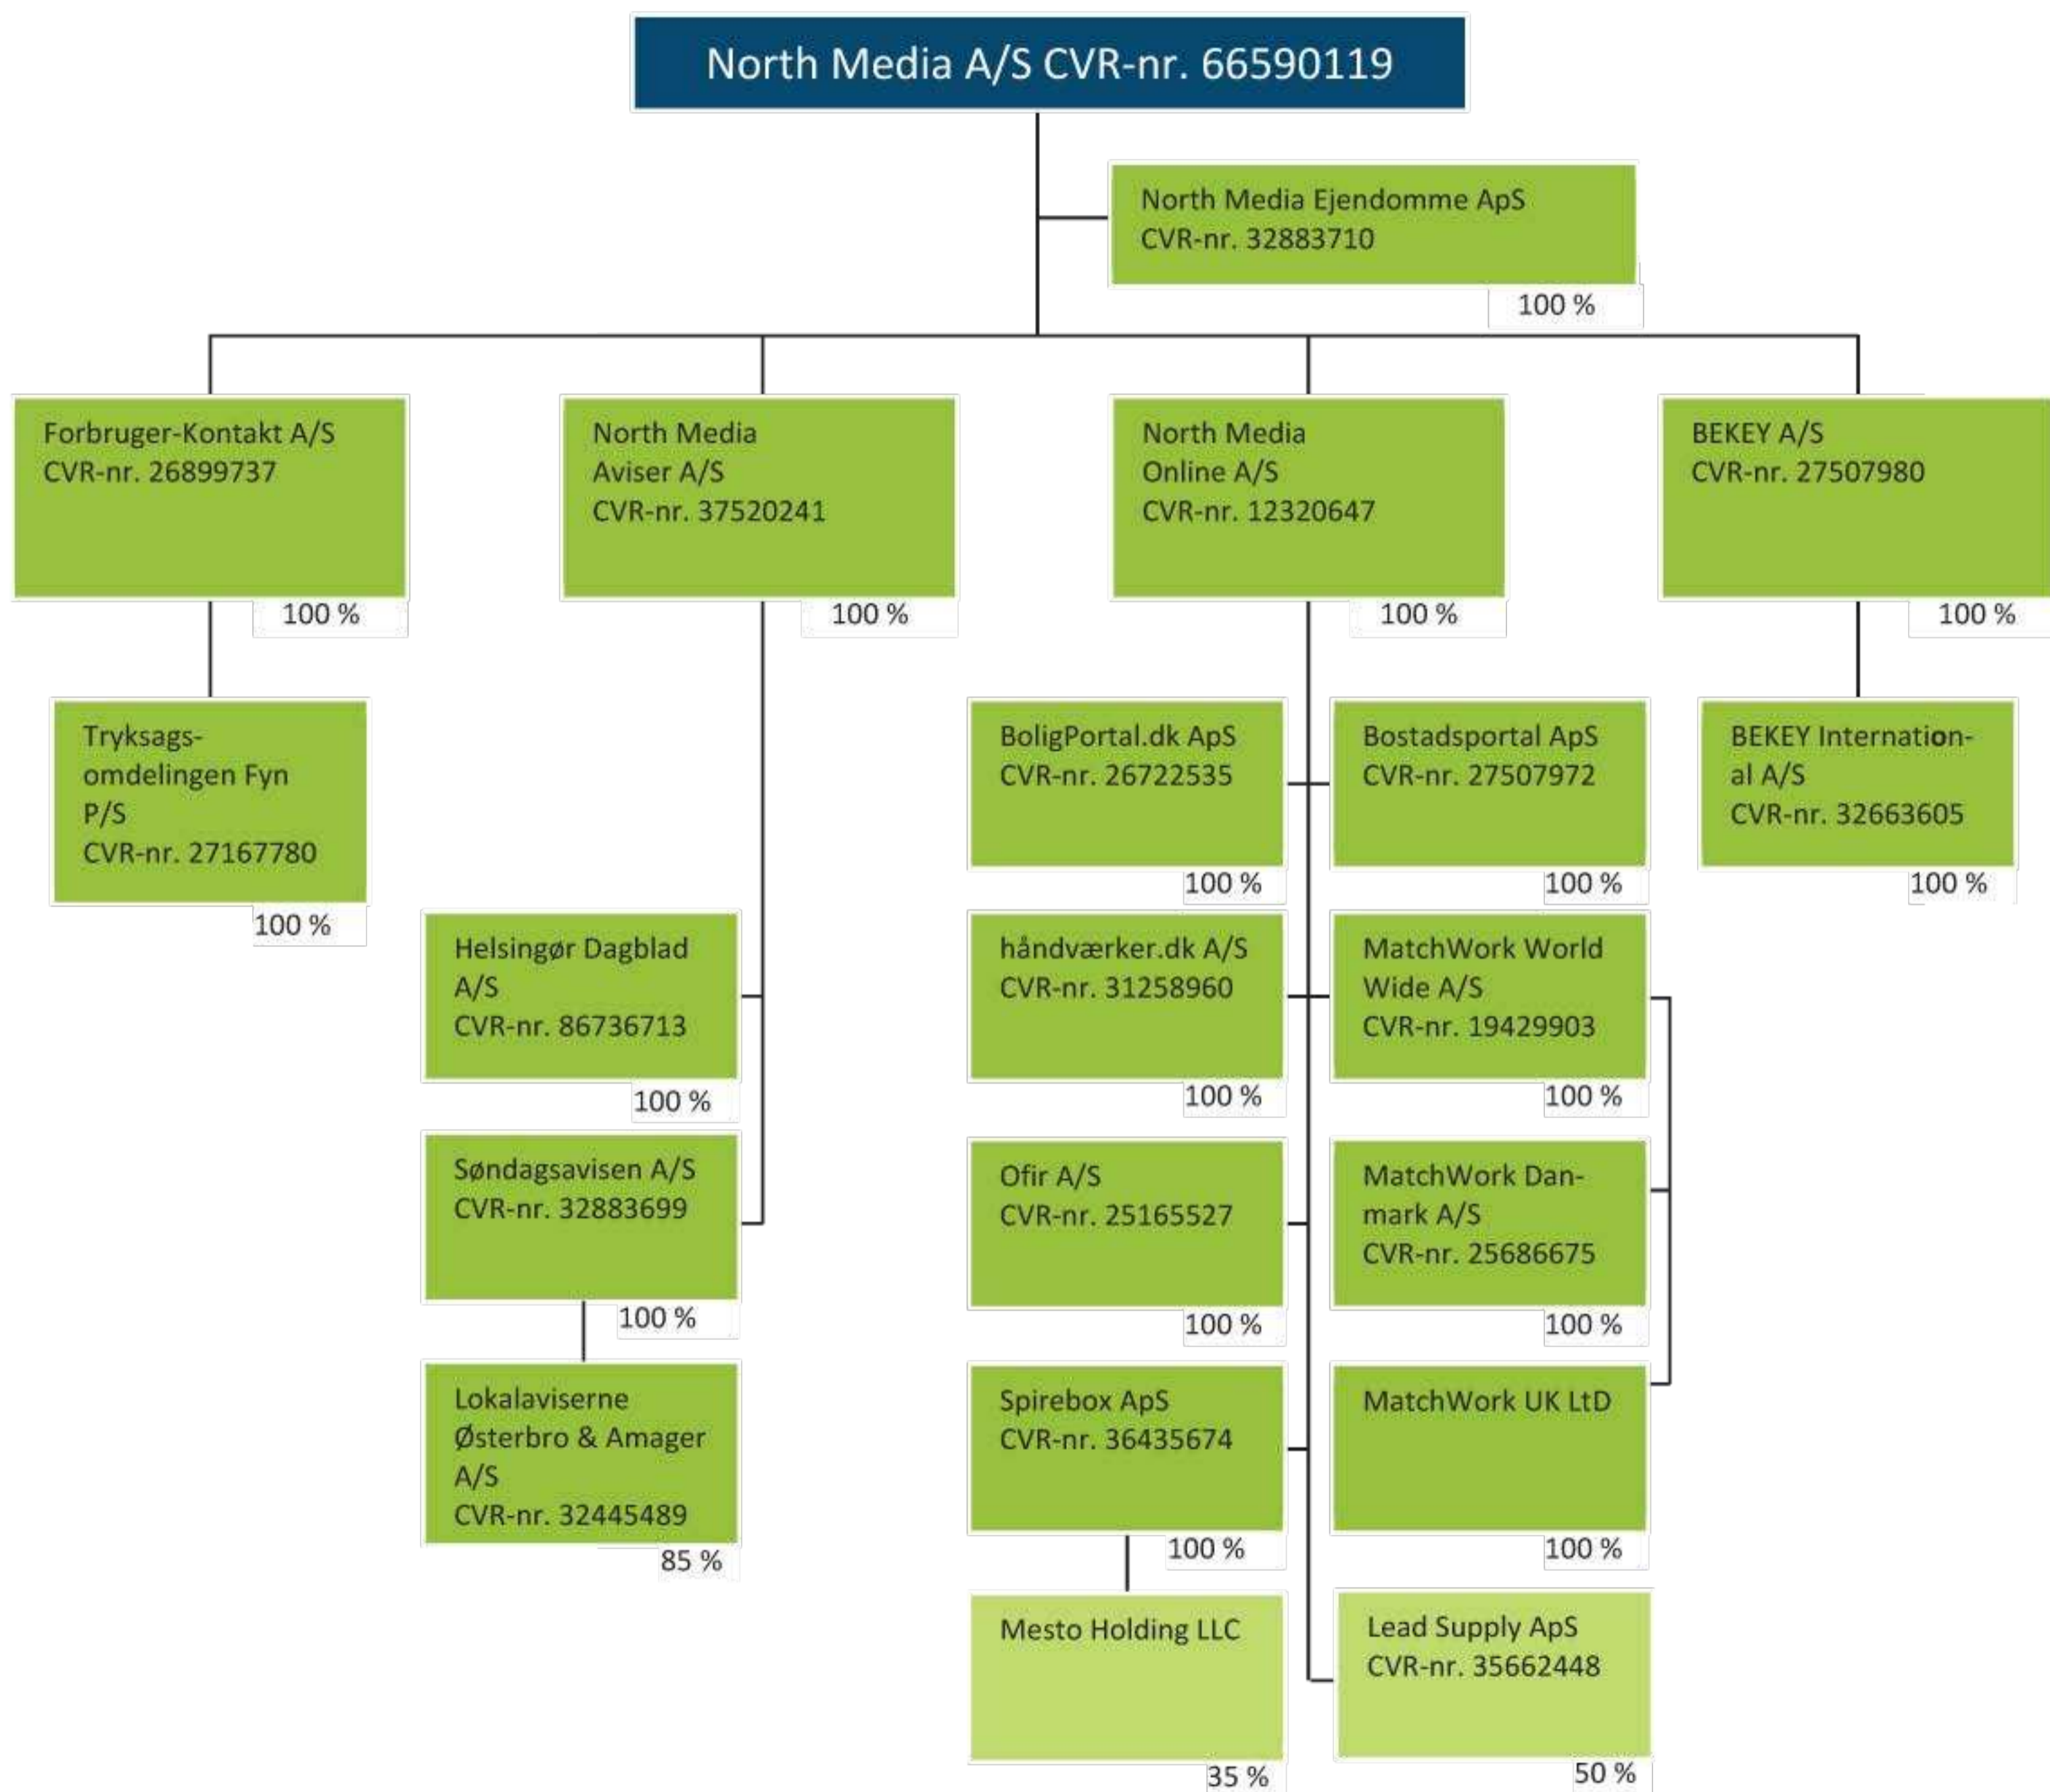 North Media A/S CVR-nr. 66590119
North Media Ejendomme ApS
CVR-nr. 32883710
100 %
Forbruger-Kontakt A/S
CVR-nr. 26899737
100 %
North Media
Aviser A/S
CVR-nr. 37520241
100 %
North Media
Online A/S
CVR-nr. 12320647
100 %
BEKEY A/S
CVR-nr. 27507980
100 %
Tryksags-
omdelingen Fyn
P/S
CVR-nr. 27167780
100 %
Helsingør Dagblad
A/S
CVR-nr. 86736713
100 %
Søndagsavisen A/S
CVR-nr. 32883699
100 %
Lokalaviserne
Østerbro & Amager
A/S
CVR-nr. 32445489
85 %
BoligPortal.dk ApS
CVR-nr. 26722535
100 %
Bostadsportal ApS
CVR-nr. 27507972
100 %
håndværker.dk A/S
CVR-nr. 31258960
100 %
MatchWork World
Wide A/S
CVR-nr. 19429903
100 %
Ofir A/S
CVR-nr. 25165527
100 %
MatchWork Dan-
mark A/S
CVR-nr. 25686675
100 %
Spirebox ApS
CVR-nr. 36435674
100 %
MatchWork UK LtD
100 %
Mesto Holding LLC
35 %
Lead Supply ApS
CVR-nr. 35662448
50 %
BEKEY Internation-
al A/S
CVR-nr. 32663605
100 %